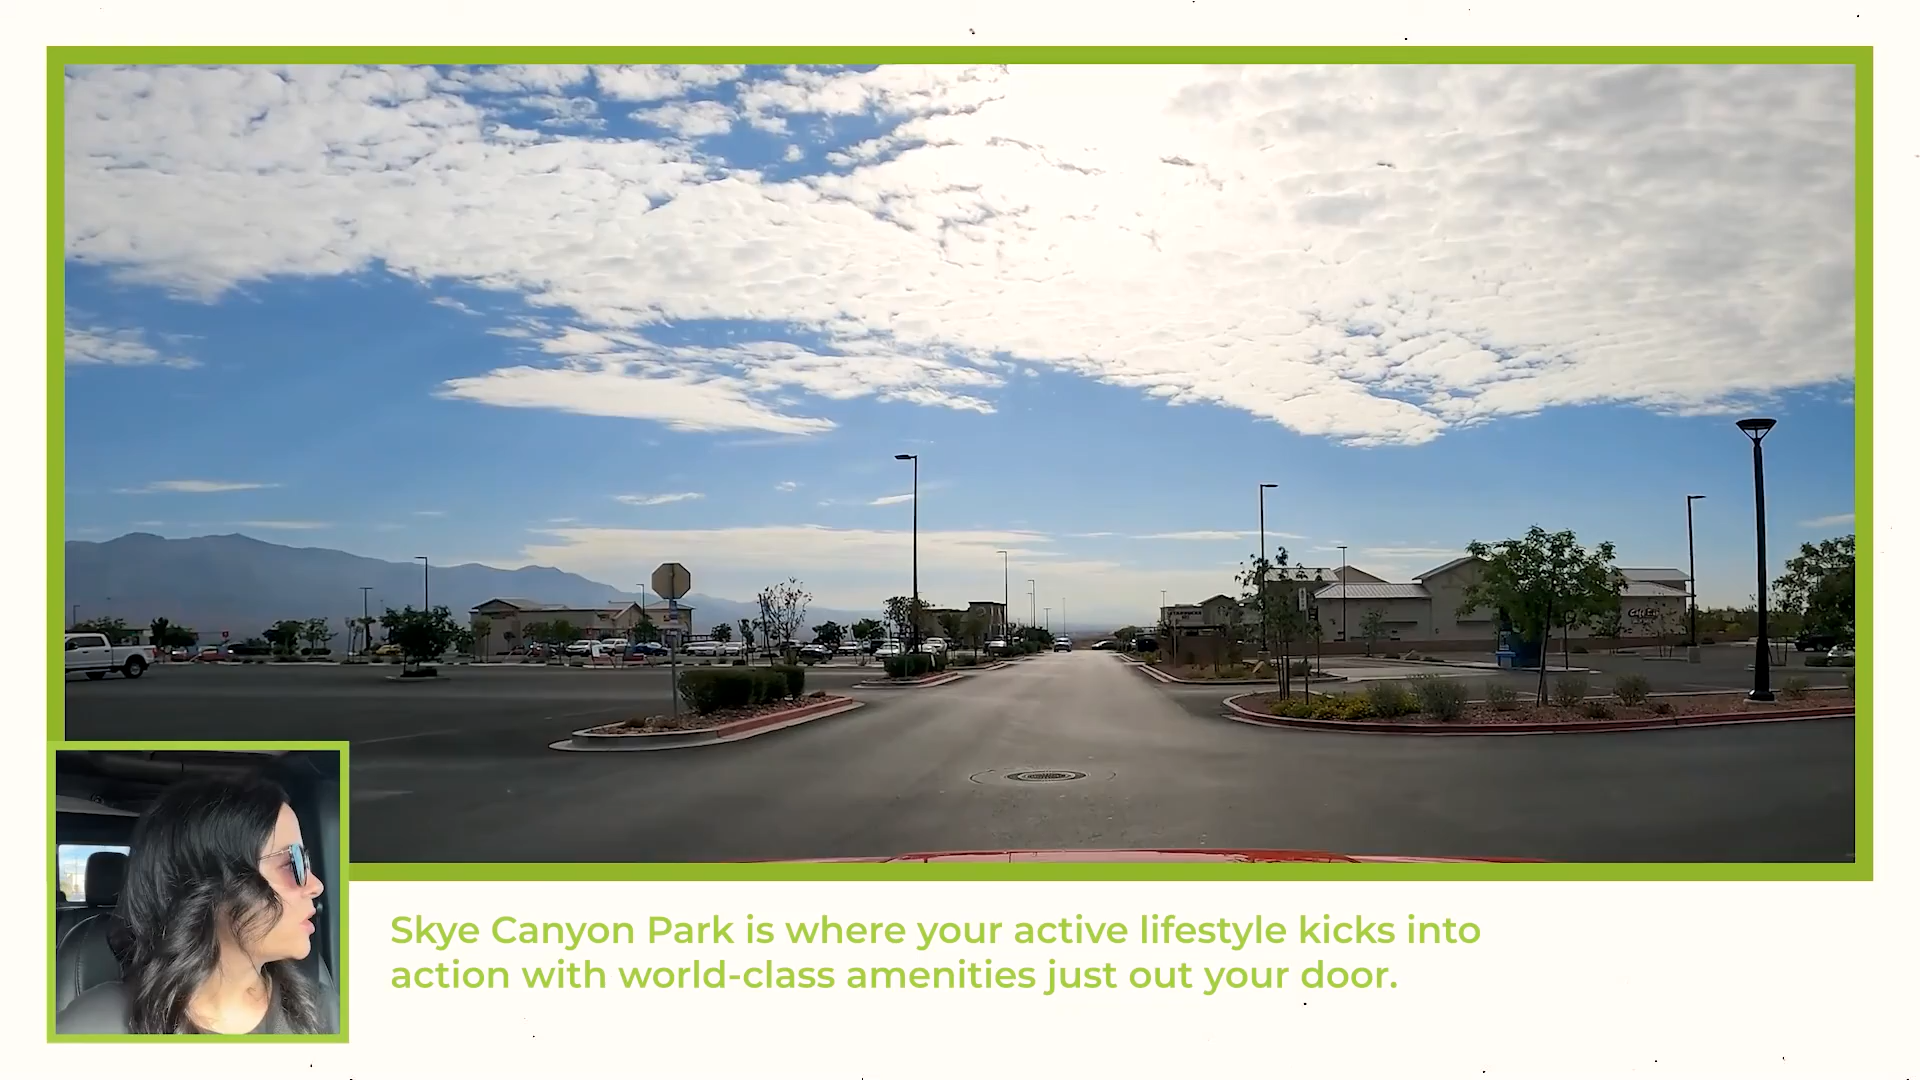 Skye Canyon Park is where your active lifestyle kicks into
action with world-class amenities just out your door.